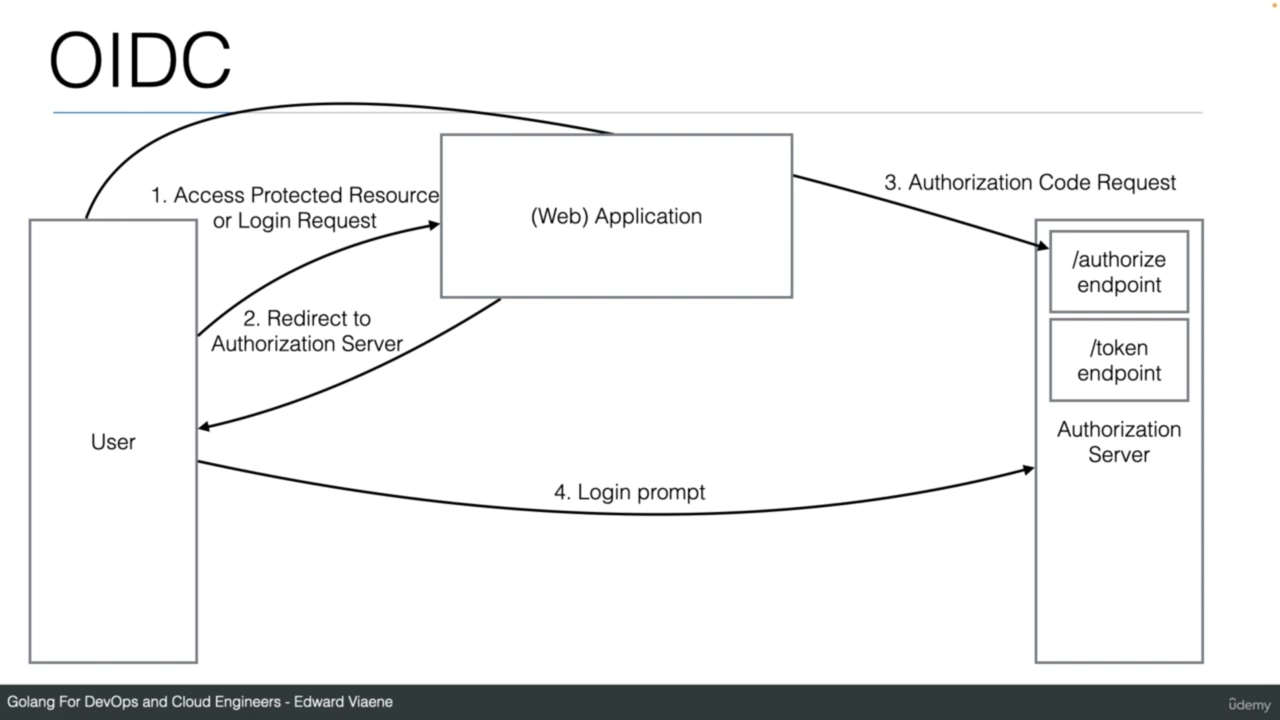 OIDC
1. Access Protected Resource
or Login Request
(Web) Application
3. Authorization Code Request
/authorize
endpoint
2. Redirect to
Authorization Server
/token
endpoint
User
Authorization
Server
4. Login prompt
Golang For DevOps and Cloud Engineers - Edward Viaene
ûdemy